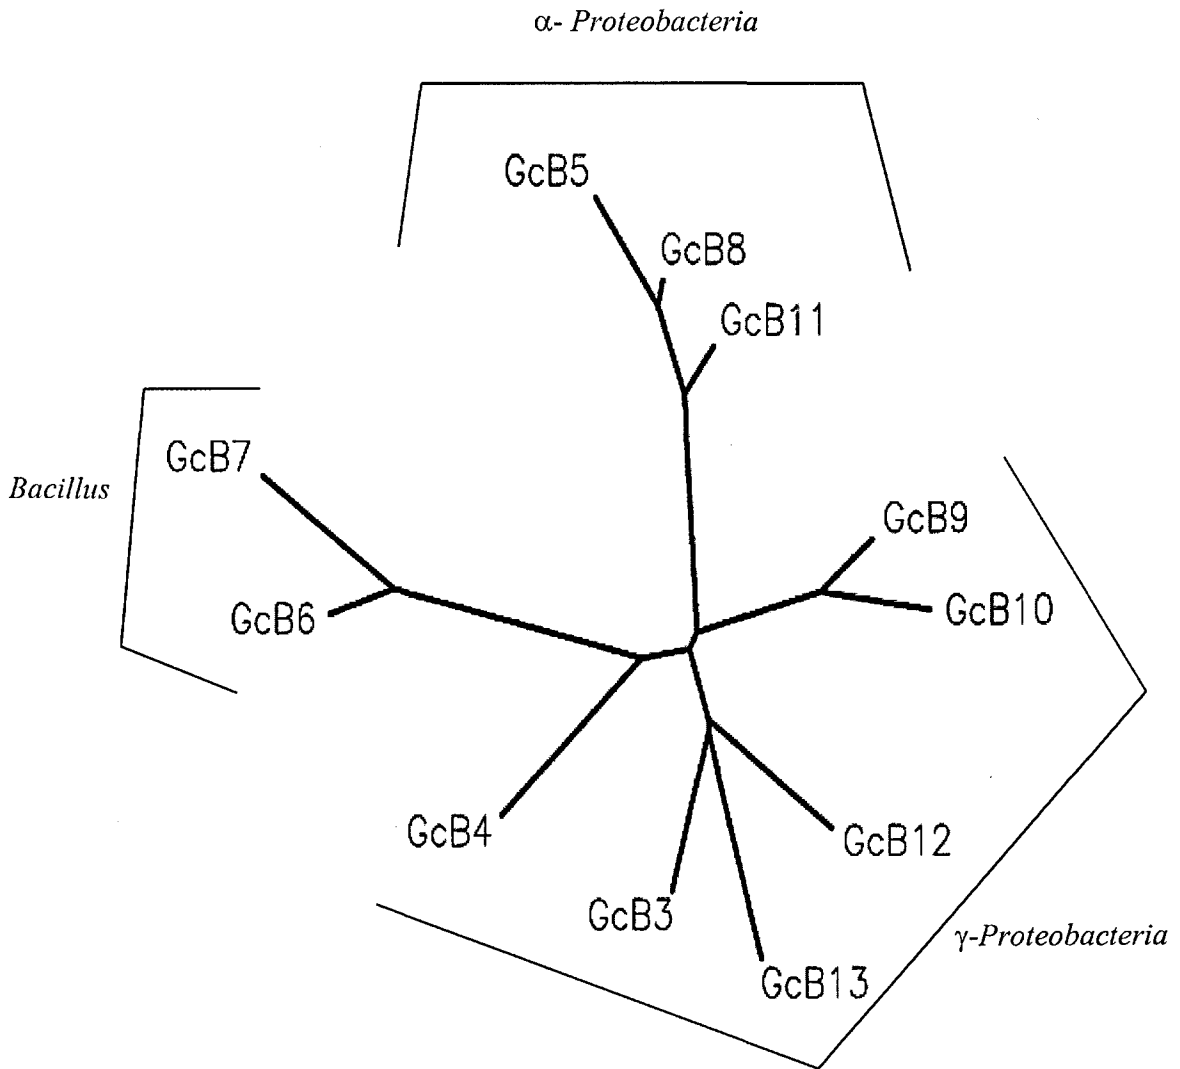 α- Proteobacteria
GcB5
GcB8
GcB11
GcB7
Bacillus
GcB9
GcB10
GcB6
GcB4
GcB12
GcB3
γ-Proteobacteria
GcB13